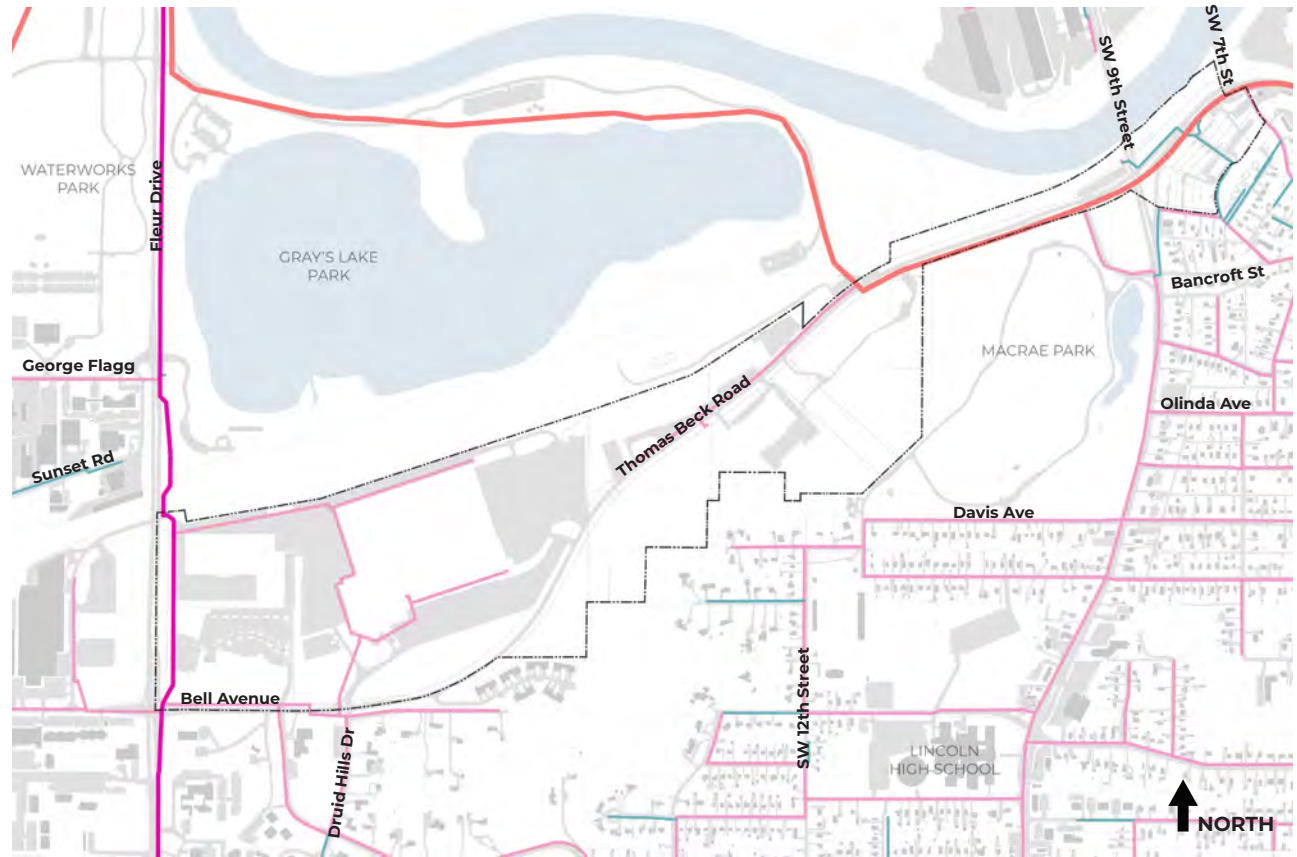 SW 7th St
SW 9th Street
WATERWORKS
PARK
Fleur Drive
GRAY'S LAKE
PARK
Bancroft St
MACRAE PARK
George Flagg
Thomas Beck Road
Olinda Ave
Sunset Rd
Davis Ave
Bell Avenue
SW 12th Street
Druid Hills Dr
LINCOLN
HIGH SCHOOL
NORTH